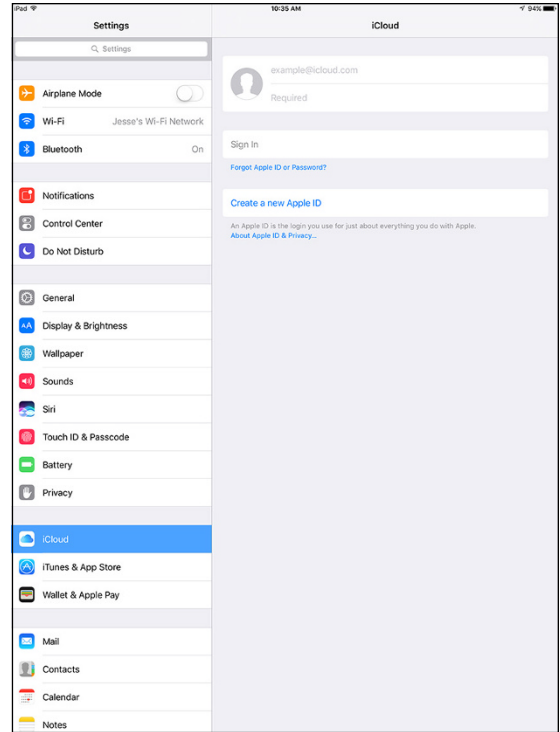 iPad 10:35 AM 94%
Settings
iCloud
Settings
example@icloud.com
Required
Airplane Mode
Wi-Fi Jesse's Wi-Fi Network
Bluetooth On
Sign In
Forgot Apple ID or Password?
Notifications
Create a new Apple ID
Control Center
An Apple ID is the login you use for just about everything you do with Apple.
About Apple ID & Privacy...
Do Not Disturb
General
AA Display & Brightness
Wallpaper
Sounds
Siri
Touch ID & Passcode
Battery
Privacy
iCloud
iTunes & App Store
Wallet & Apple Pay
Mail
Contacts
Calendar
Notes